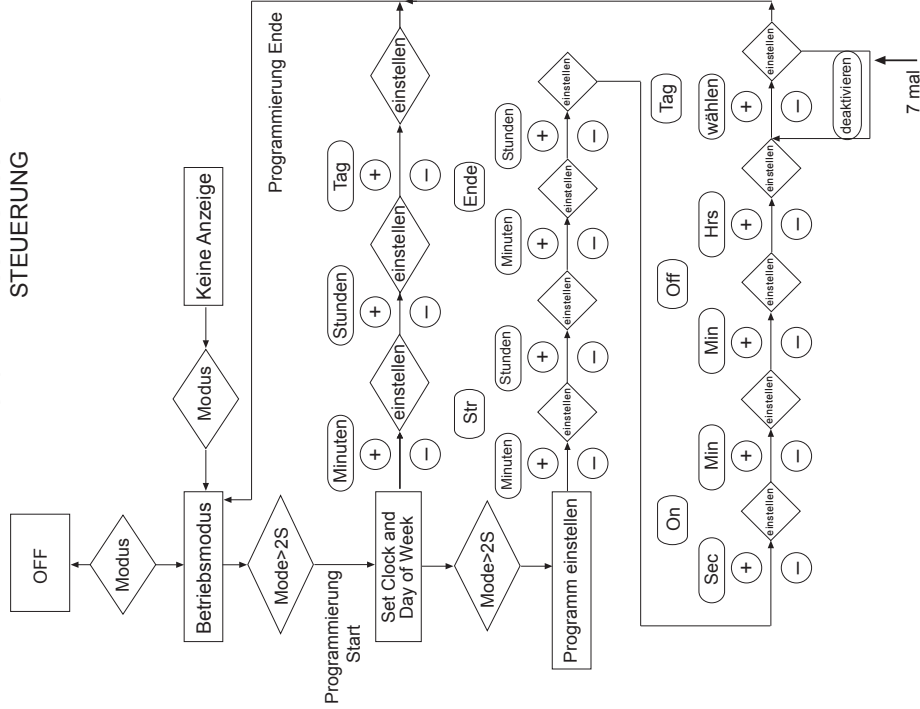 STEUERUNG
OFF
Modus
Keine Anzeige
Modus
Betriebsmodus
Mode>2S
Programmierung
Start
Programmierung Ende
Set Clock and
Day of Week
Minuten
+
–
einstellen
Stunden
+
–
einstellen
Tag
+
–
einstellen
Mode>2S
Programm einstellen
Str
Minuten
+
–
einstellen
Stunden
+
–
einstellen
Ende
Minuten
+
–
einstellen
Stunden
+
–
einstellen
On
Sec
+
–
einstellen
Min
+
–
einstellen
Off
Min
+
–
einstellen
Hrs
+
–
einstellen
Tag
wählen
+
–
einstellen
deaktivieren
7 mal